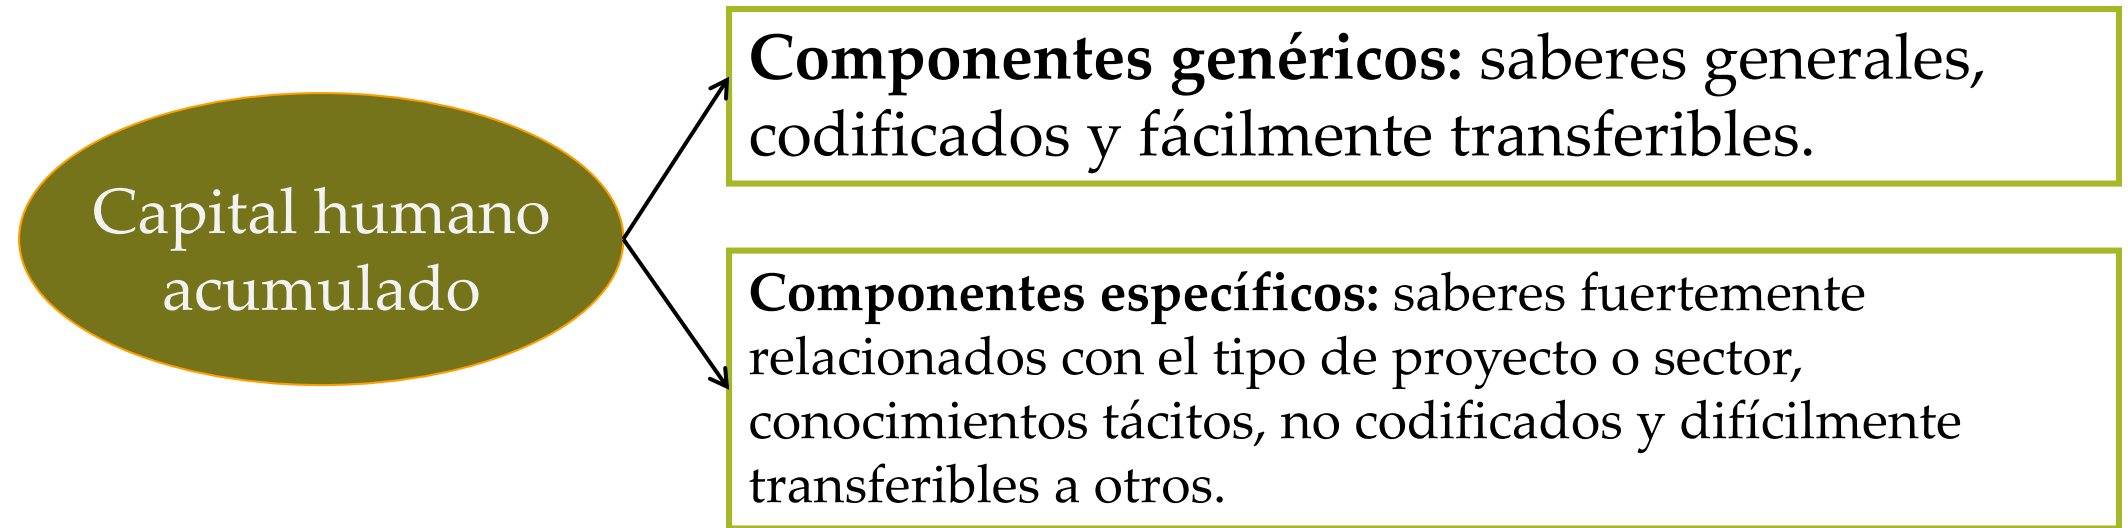 Capital humano
acumulado
Componentes genéricos: saberes generales,
codificados y fácilmente transferibles.
Componentes específicos: saberes fuertemente
relacionados con el tipo de proyecto o sector,
conocimientos tácitos, no codificados y difícilmente
transferibles a otros.